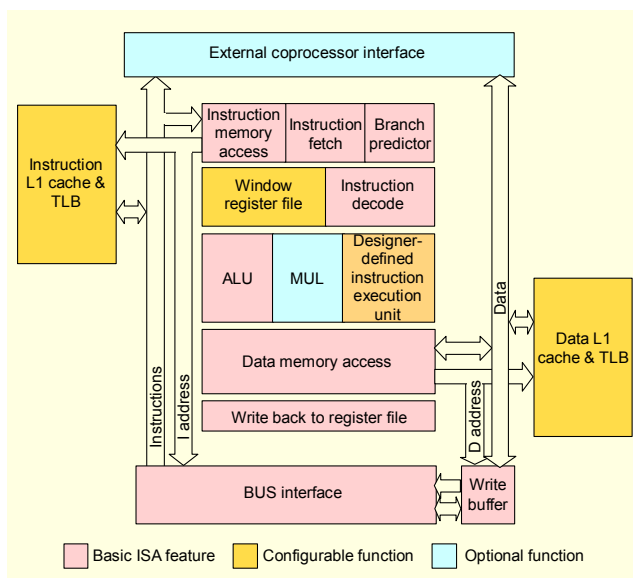 External coprocessor interface
Instruction
memory
access
Instruction
fetch
Branch
predictor
Instruction
L1 cache &
TLB
Window
register file
Instruction
decode
ALU
MUL
Designer-
defined
instruction
execution
unit
Data
Data L1
cache & TLB
Data memory access
Instructions
I address
D address
Write back to register file
BUS interface
Write
buffer
Basic ISA feature
Configurable function
Optional function